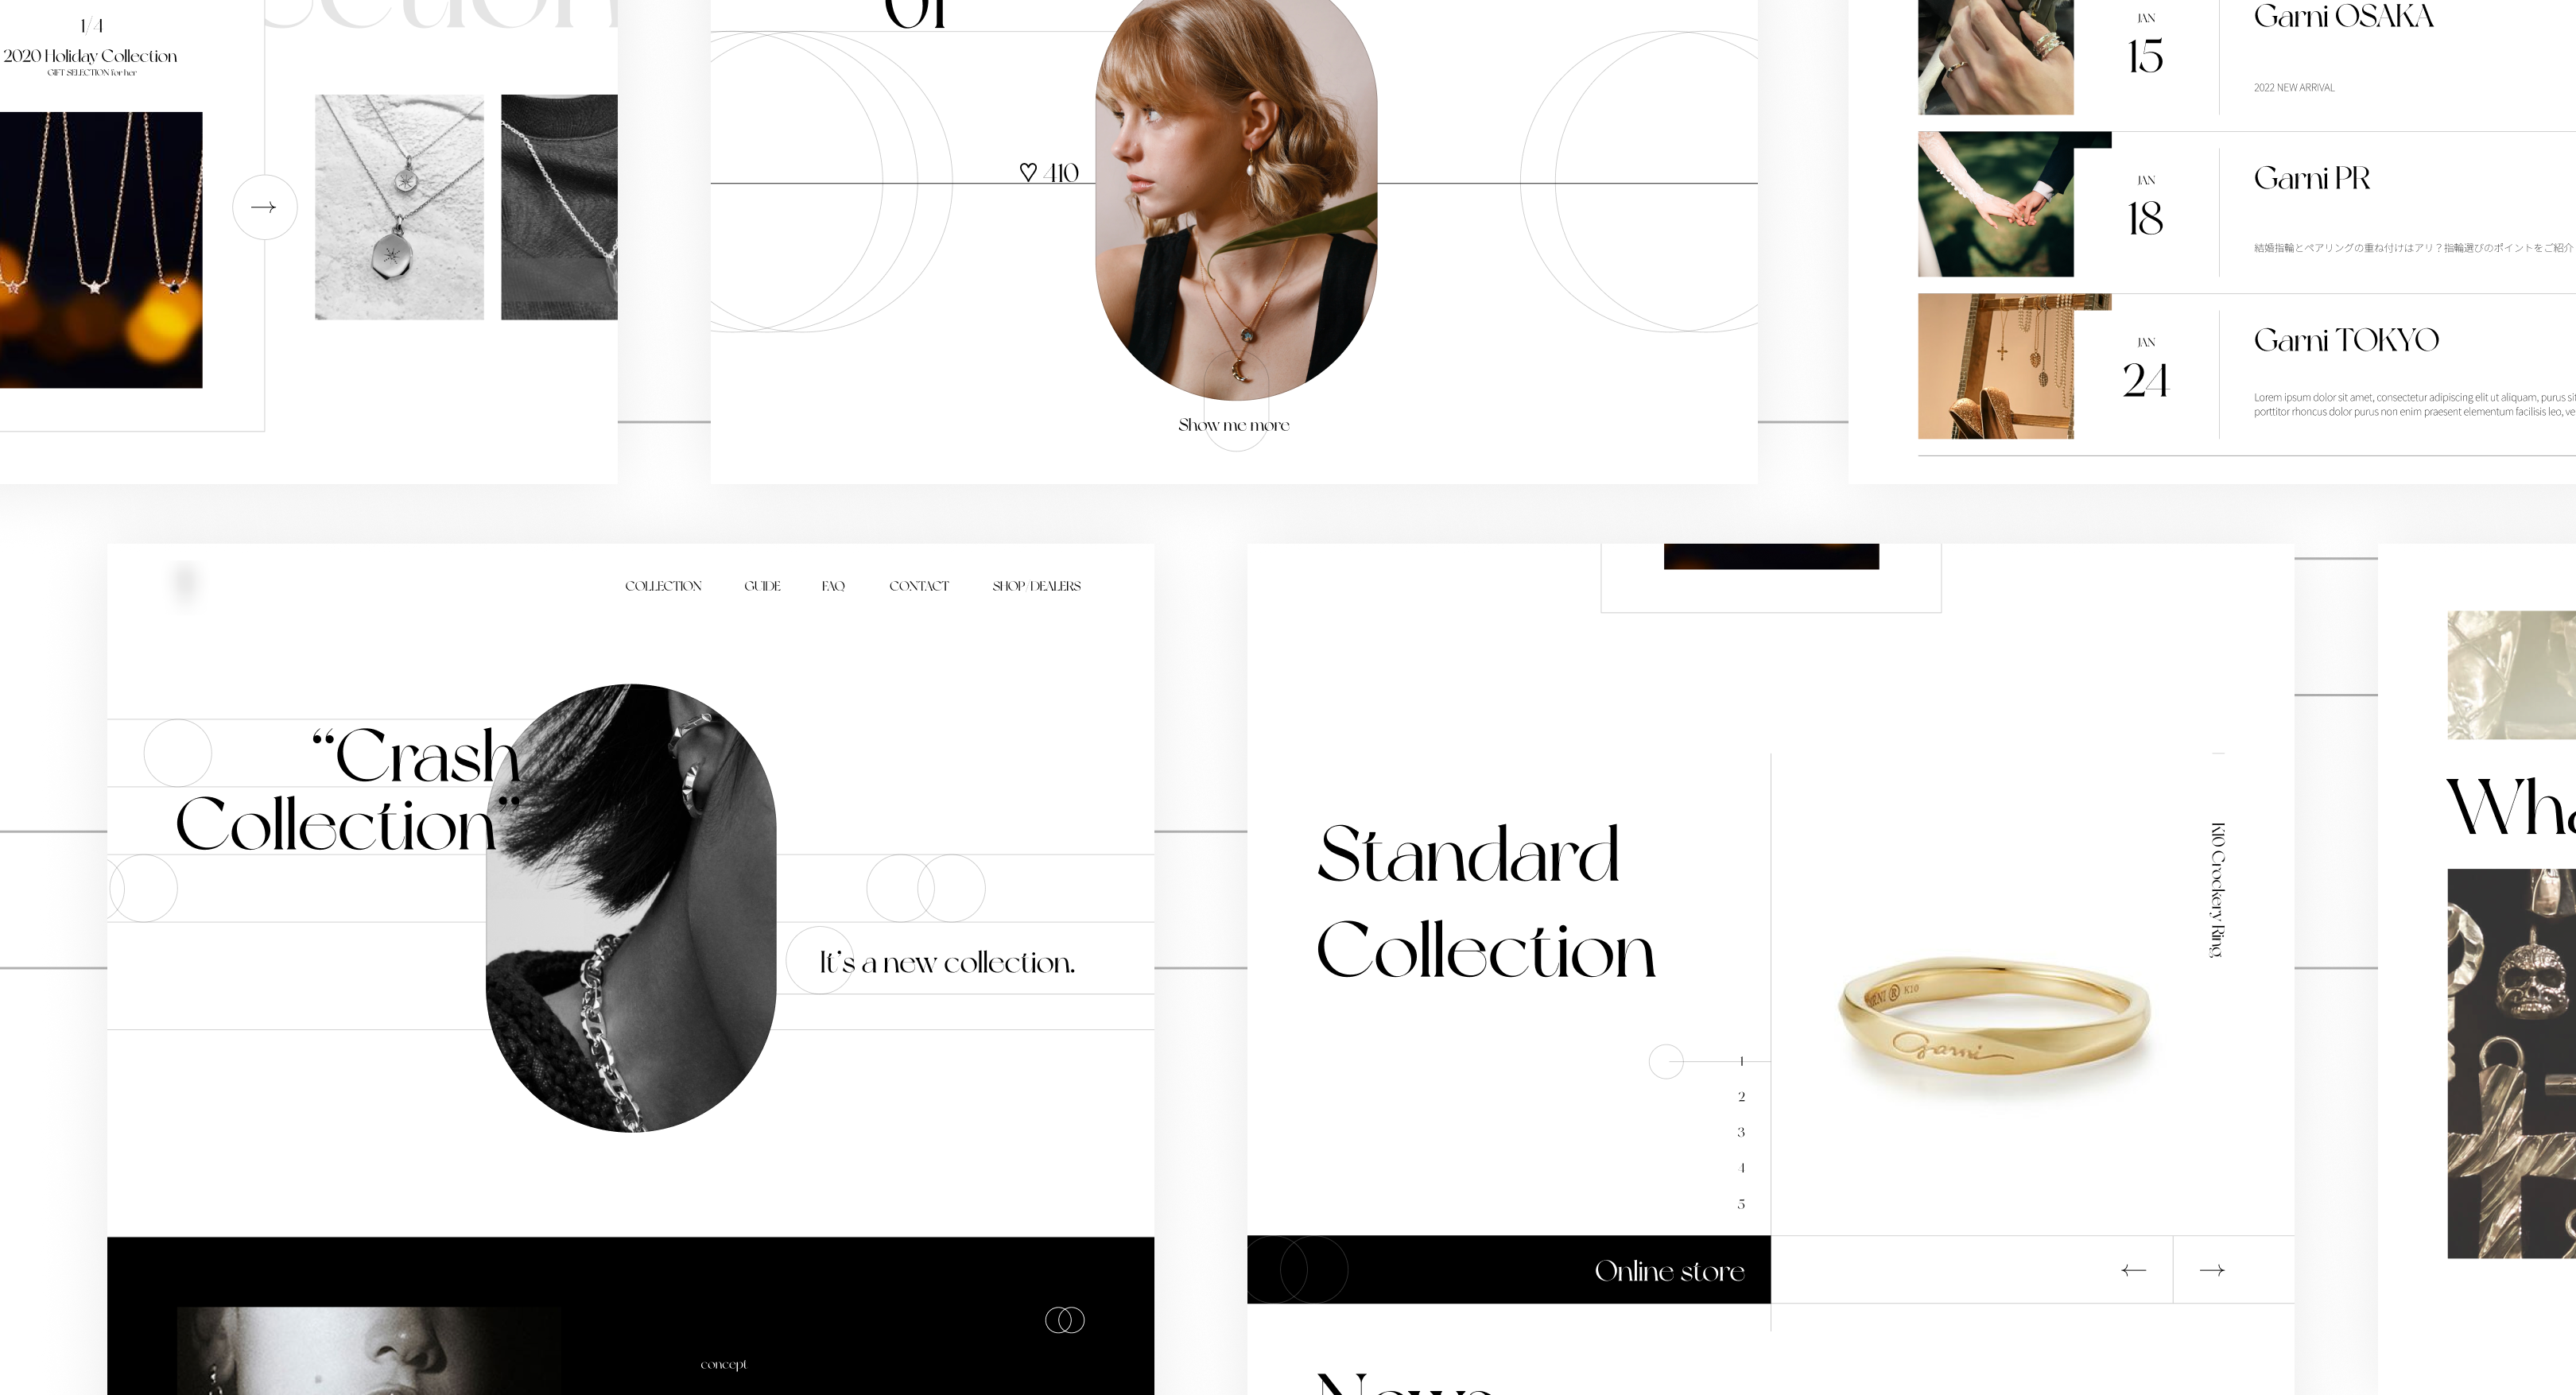 1/4
2020 Holiday Collection
GIFT SELECTION for her
♡ 410
Show me more
JAN
15
Garni OSAKA
2022 NEW ARRIVAL
JAN
18
Garni PR
結婚指輪とペアリングの重ね付けはアリ？指輪選びのポイントをご紹介
JAN
24
Garni TOKYO
Lorem ipsum dolor sit amet, consectetur adipiscing elit ut aliquam, purus sit
porttitor rhoncus dolor purus non enim praesent elementum facilisis leo, ve
COLLECTION GUIDE FAQ CONTACT SHOP/DEALERS
“Crash
Collection”
It’s a new collection.
concept
Standard
Collection
K10 Crockery Ring
K10
Garni
1
2
3
4
5
Online store